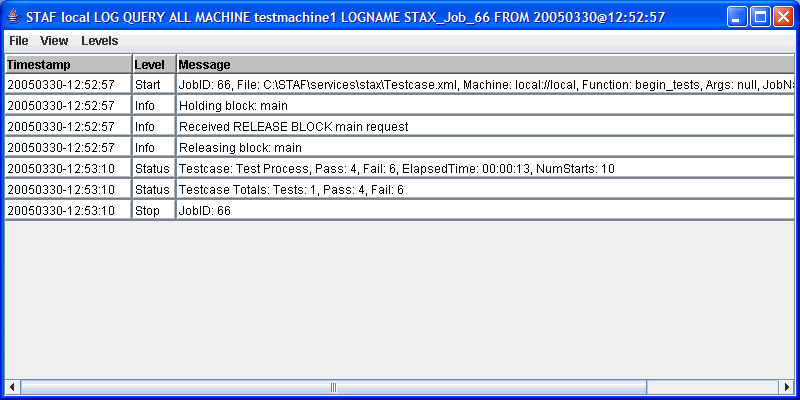 STAF local LOG QUERY ALL MACHINE testmachine1 LOGNAME STAX_Job_66 FROM 20050330@12:52:57
File View Levels
Timestamp Level Message
20050330-12:52:57 Start JobID: 66, File: C:\STAF\services\stax\Testcase.xml, Machine: local://local, Function: begin_tests, Args: null, JobNa
20050330-12:52:57 Info Holding block: main
20050330-12:52:57 Info Received RELEASE BLOCK main request
20050330-12:52:57 Info Releasing block: main
20050330-12:53:10 Status Testcase: Test Process, Pass: 4, Fail: 6, ElapsedTime: 00:00:13, NumStarts: 10
20050330-12:53:10 Status Testcase Totals: Tests: 1, Pass: 4, Fail: 6
20050330-12:53:10 Stop JobID: 66